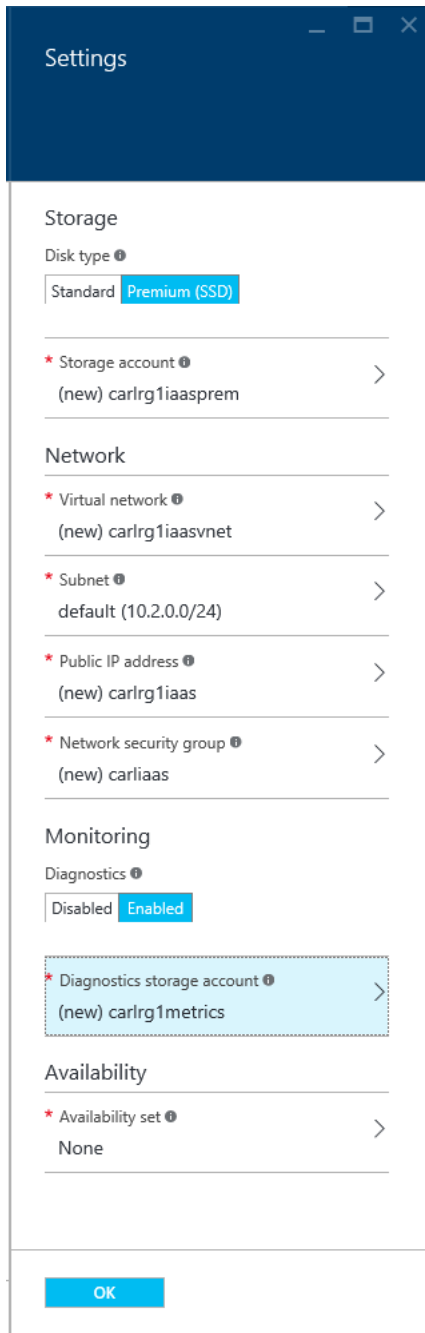 Settings
Storage
Disk type
Standard Premium (SSD)
* Storage account
(new) carlrg1iaasprem
Network
* Virtual network
(new) carlrg1iaasvnet
* Subnet
default (10.2.0.0/24)
* Public IP address
(new) carlrg1iaas
* Network security group
(new) carliaas
Monitoring
Diagnostics
Disabled Enabled
* Diagnostics storage account
(new) carlrg1metrics
Availability
* Availability set
None
OK